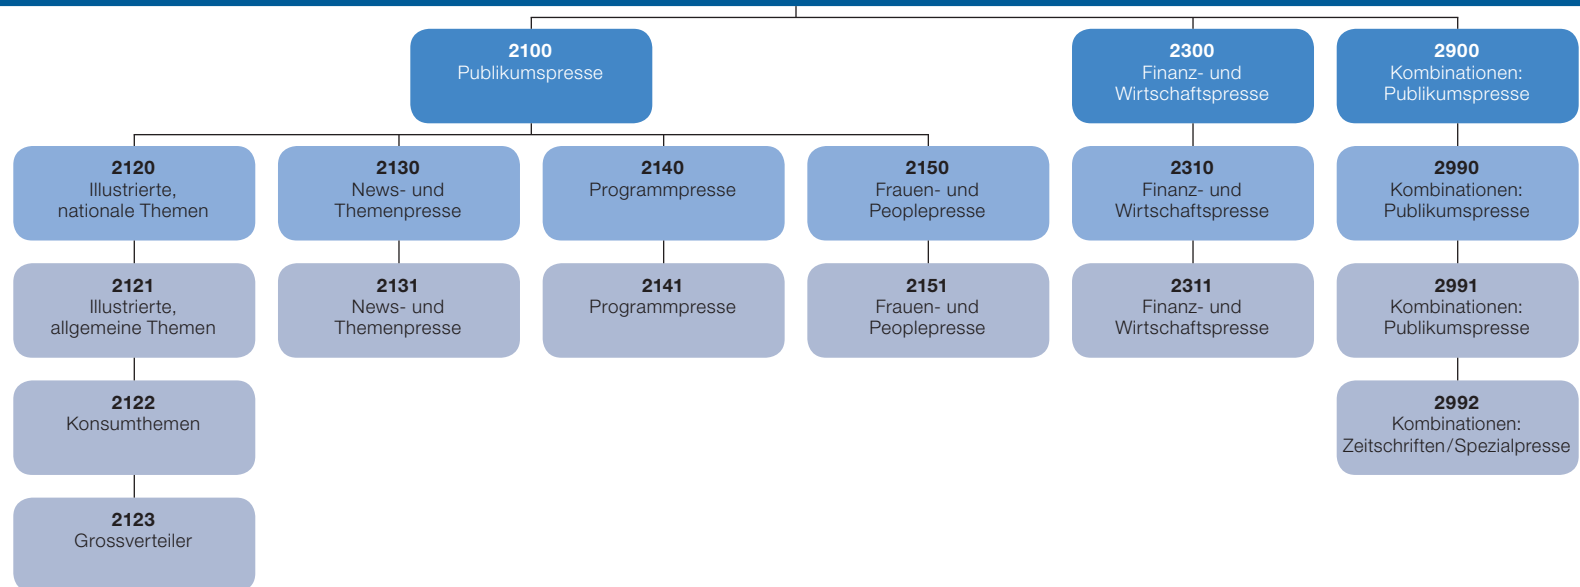 2100
Publikumspresse
2300
Finanz- und
Wirtschaftspresse
2900
Kombinationen:
Publikumspresse
2120
Illustrierte,
nationale Themen
2130
News- und
Themenpresse
2140
Programmpresse
2150
Frauen- und
Peoplepresse
2310
Finanz- und
Wirtschaftspresse
2990
Kombinationen:
Publikumspresse
2121
Illustrierte,
allgemeine Themen
2131
News- und
Themenpresse
2141
Programmpresse
2151
Frauen- und
Peoplepresse
2311
Finanz- und
Wirtschaftspresse
2991
Kombinationen:
Publikumspresse
2122
Konsumthemen
2992
Kombinationen:
Zeitschriften/Spezialpresse
2123
Grossverteiler